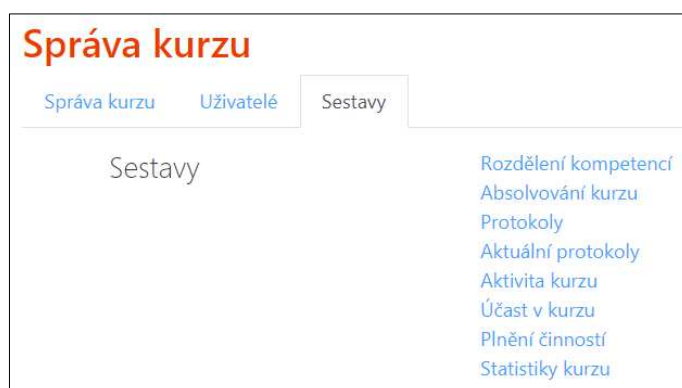 Správa kurzu
Správa kurzu Uživatelé Sestavy
Sestavy
Rozdělení kompetencí
Absolvování kurzu
Protokoly
Aktuální protokoly
Aktivita kurzu
Účast v kurzu
Plnění činností
Statistiky kurzu